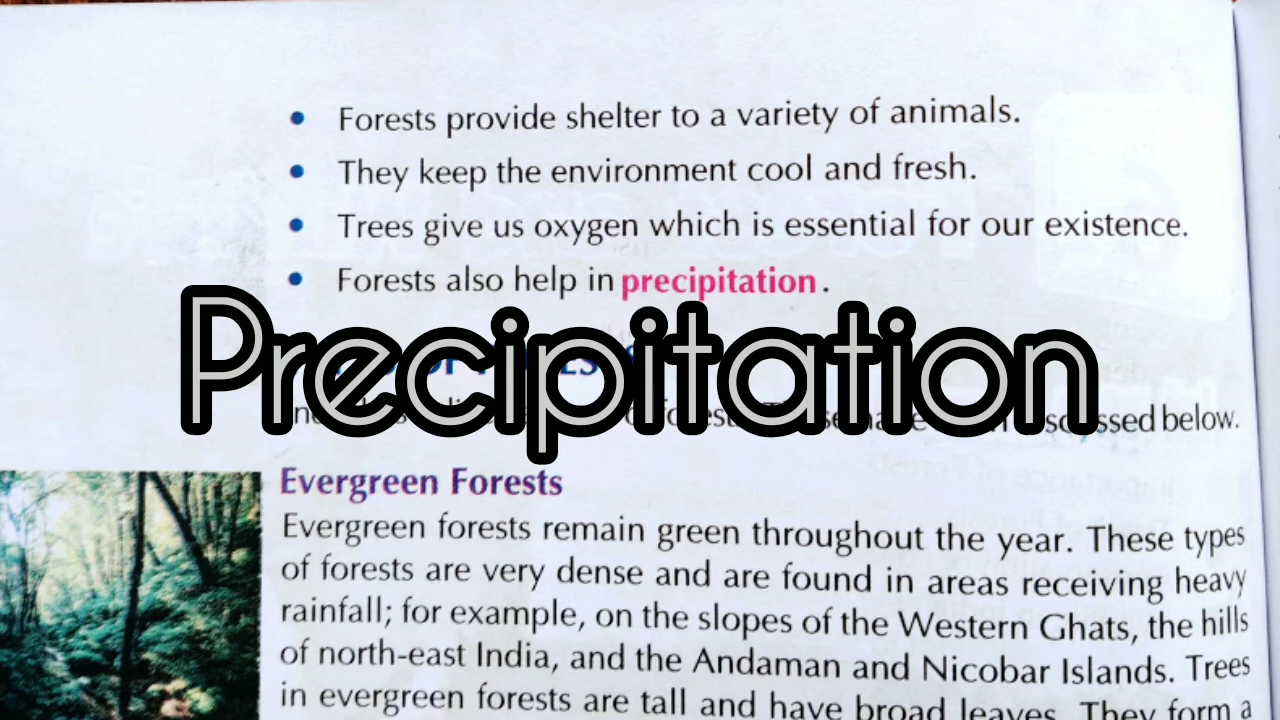 Forests provide shelter to a variety of animals.
They keep the environment cool and fresh.
Trees give us oxygen which is essential for our existence.
Forests also help in precipitation.
Precipitation
below.
Evergreen Forests
Evergreen forests remain green throughout the year. These types
of forests are very dense and are found in areas receiving heavy
rainfall; for example, on the slopes of the Western Ghats, the hills
of north-east India, and the Andaman and Nicobar Islands. Trees
in evergreen forests are tall and have broad leaves. They form a